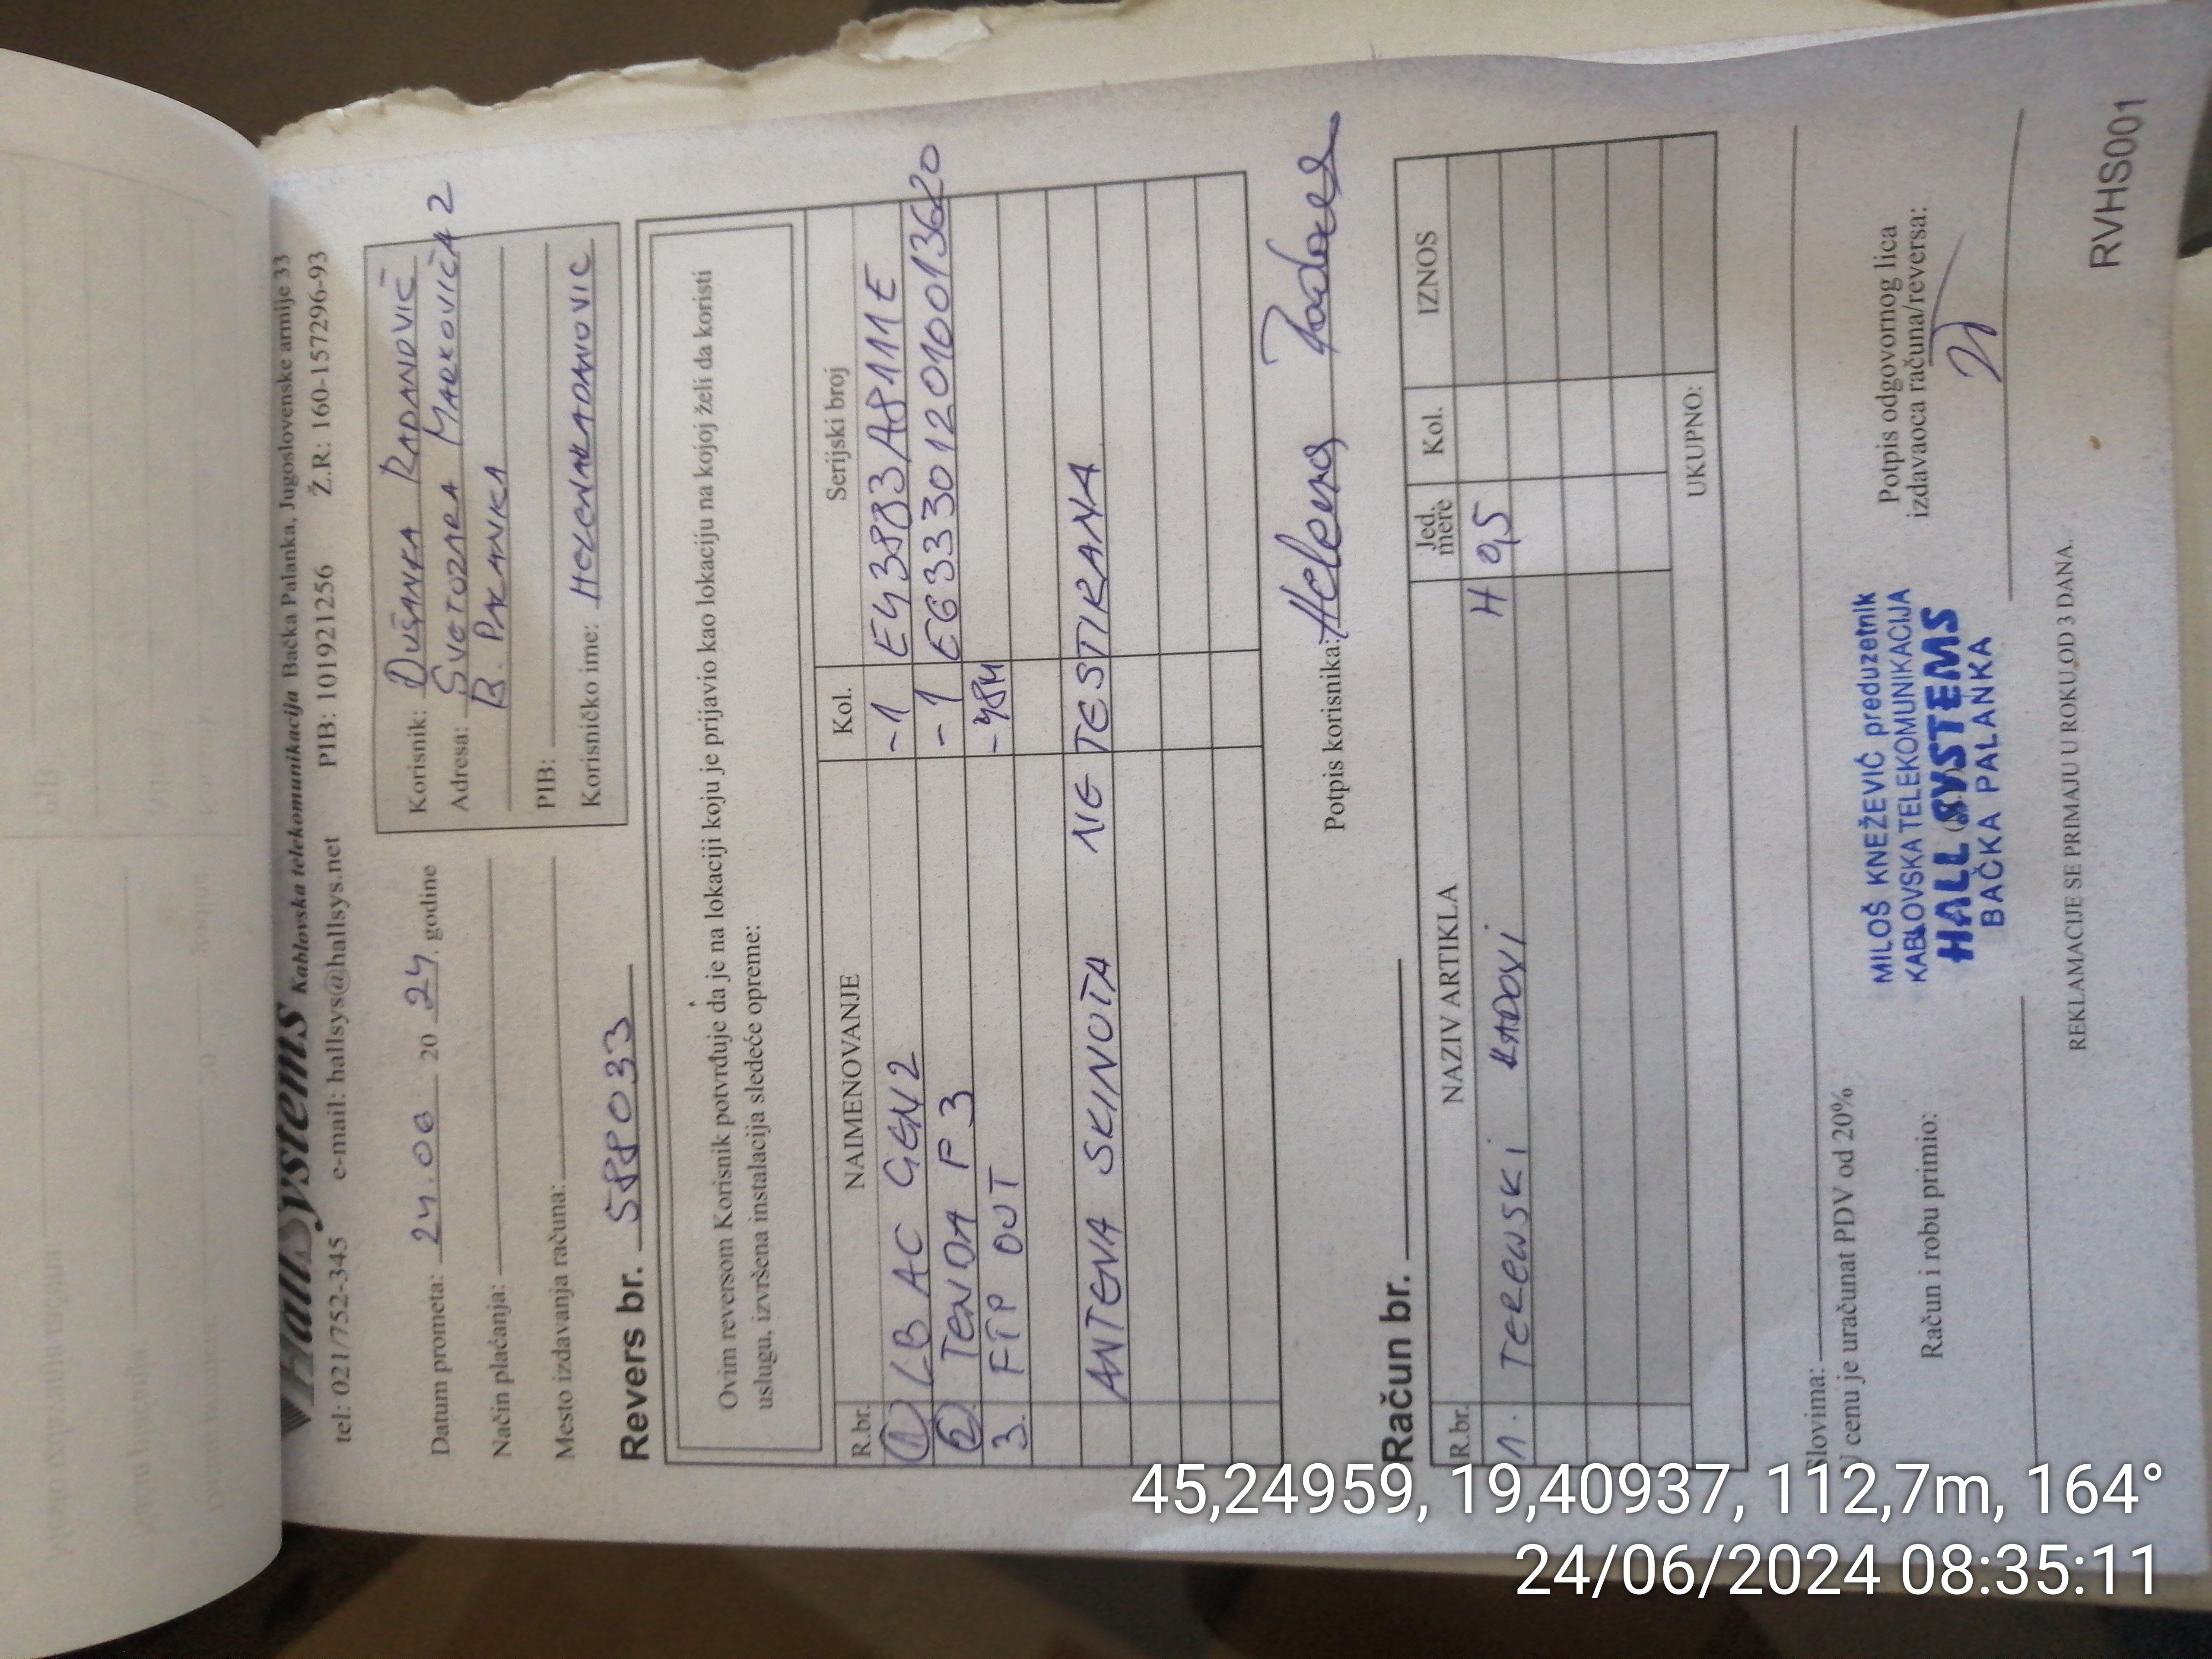 HallSystems Kablovska telekomunikacija Bačka Palanka, Jugoslovenske armije 33
tel: 021/752-345 e-mail: hallsys@hallsys.net PIB: 101921256 Ž.R.: 160-157296-93
Datum prometa: 24.06 20 24. godine
Način plaćanja:
Mesto izdavanja računa:
Korisnik: DUŠANKA RADANOVIĆ
Adresa: SVETOZARA MARKOVIĆA 2
B. PALANKA
PIB:
Korisničko ime: HELENARADANOVIC
Revers br. 588033
Ovim reversom Korisnik potvrđuje da je na lokaciji koju je prijavio kao lokaciju na kojoj želi da koristi
uslugu, izvršena instalacija sledeće opreme:
R.br. NAIMENOVANJE Kol. Serijski broj
1 LB AC GEN2 -1 E43883A8111E
2 TENDA F3 -1 E6333012010013620
3. FTP OUT -48M
ANTENA SKINUTA NIE TESTIRANA
Potpis korisnika: Helena
Račun br.
R.br. NAZIV ARTIKLA Jed. mere Kol. IZNOS
1. TERENSKI RADOVI H 0,5
UKUPNO:
Slovima:
U cenu je uračunat PDV od 20%
Račun i robu primio:
MILOŠ KNEŽEVIĆ preduzetnik
KABLOVSKA TELEKOMUNIKACIJA
HALL SYSTEMS
BAČKA PALANKA
Potpis odgovornog lica
izdavaoca računa/reversa:
REKLAMACIJE SE PRIMAJU U ROKU OD 3 DANA.
RVHS001
45,24959, 19,40937, 112,7m, 164°
24/06/2024 08:35:11